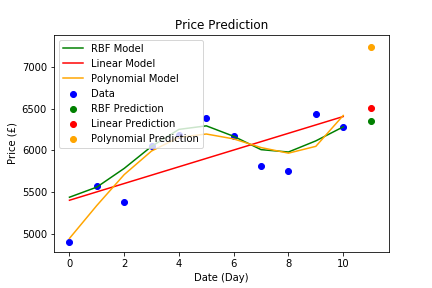 Price Prediction
RBF Model
Linear Model
Polynomial Model
Data
RBF Prediction
Linear Prediction
Polynomial Prediction
7000
6500
6000
5500
5000
Price (£)
0 2 4 6 8 10
Date (Day)